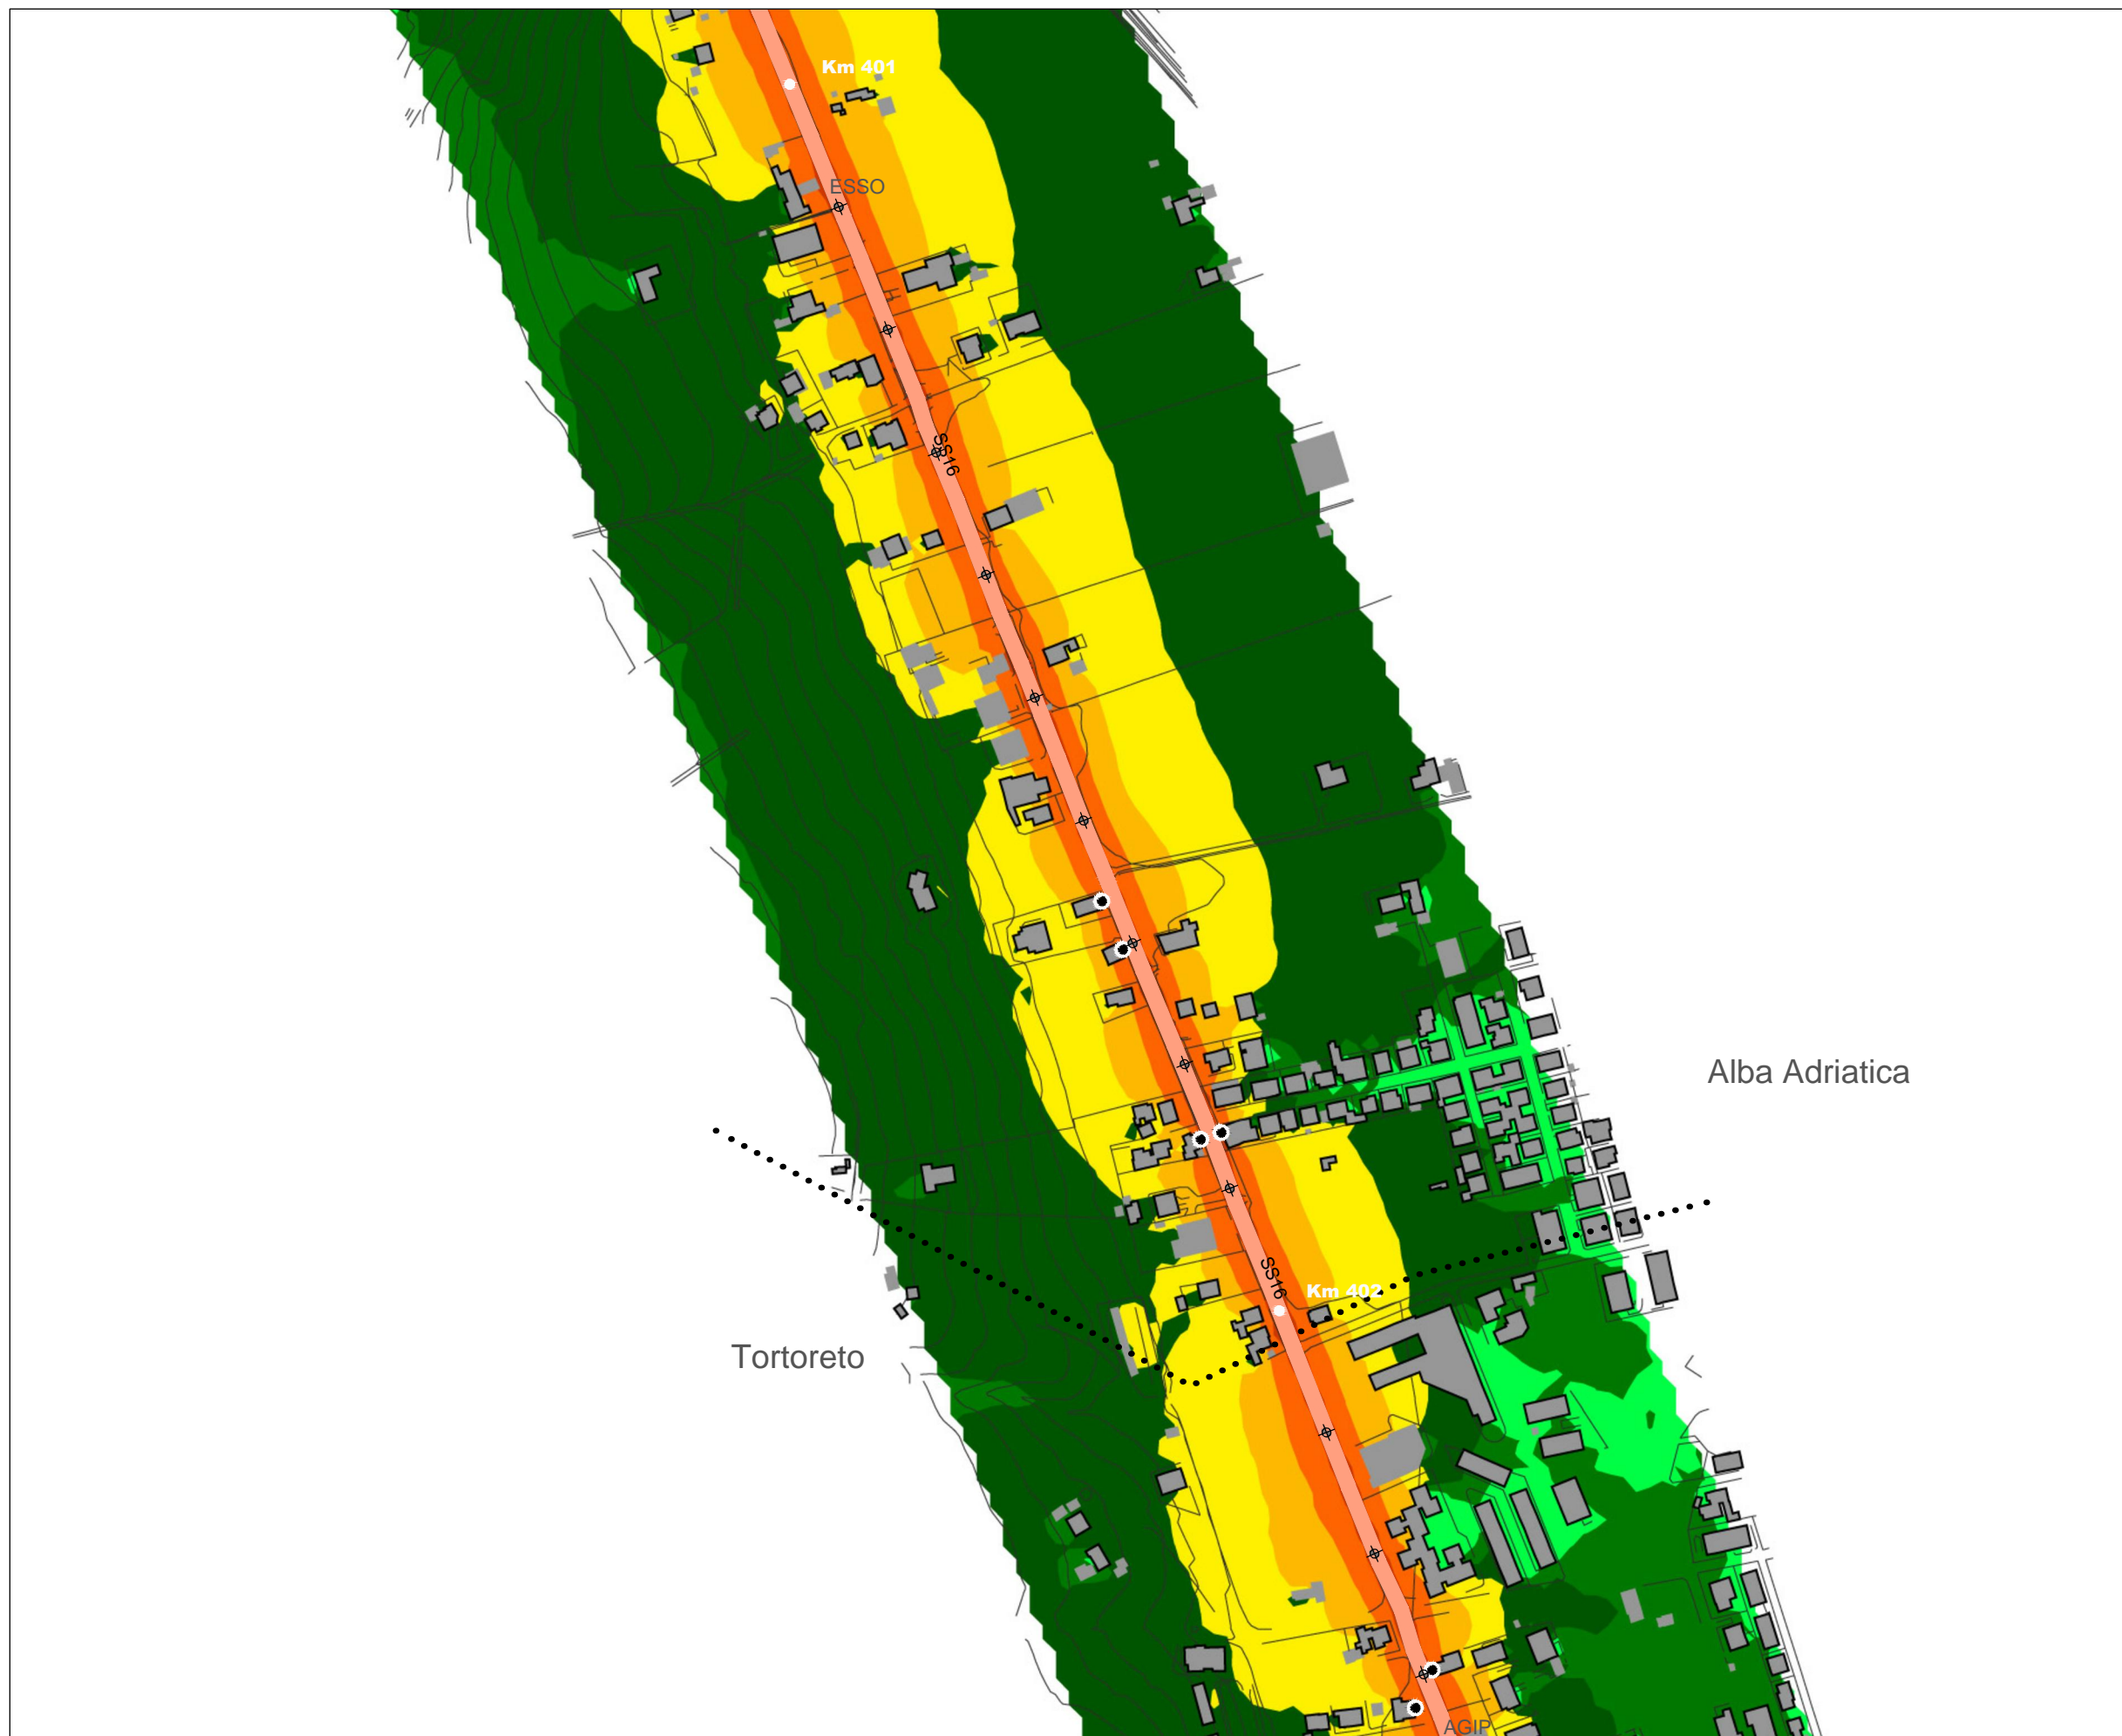 Km 401
ESSO
SS16
Alba Adriatica
SS16
Km 402
Tortoreto
AGIP